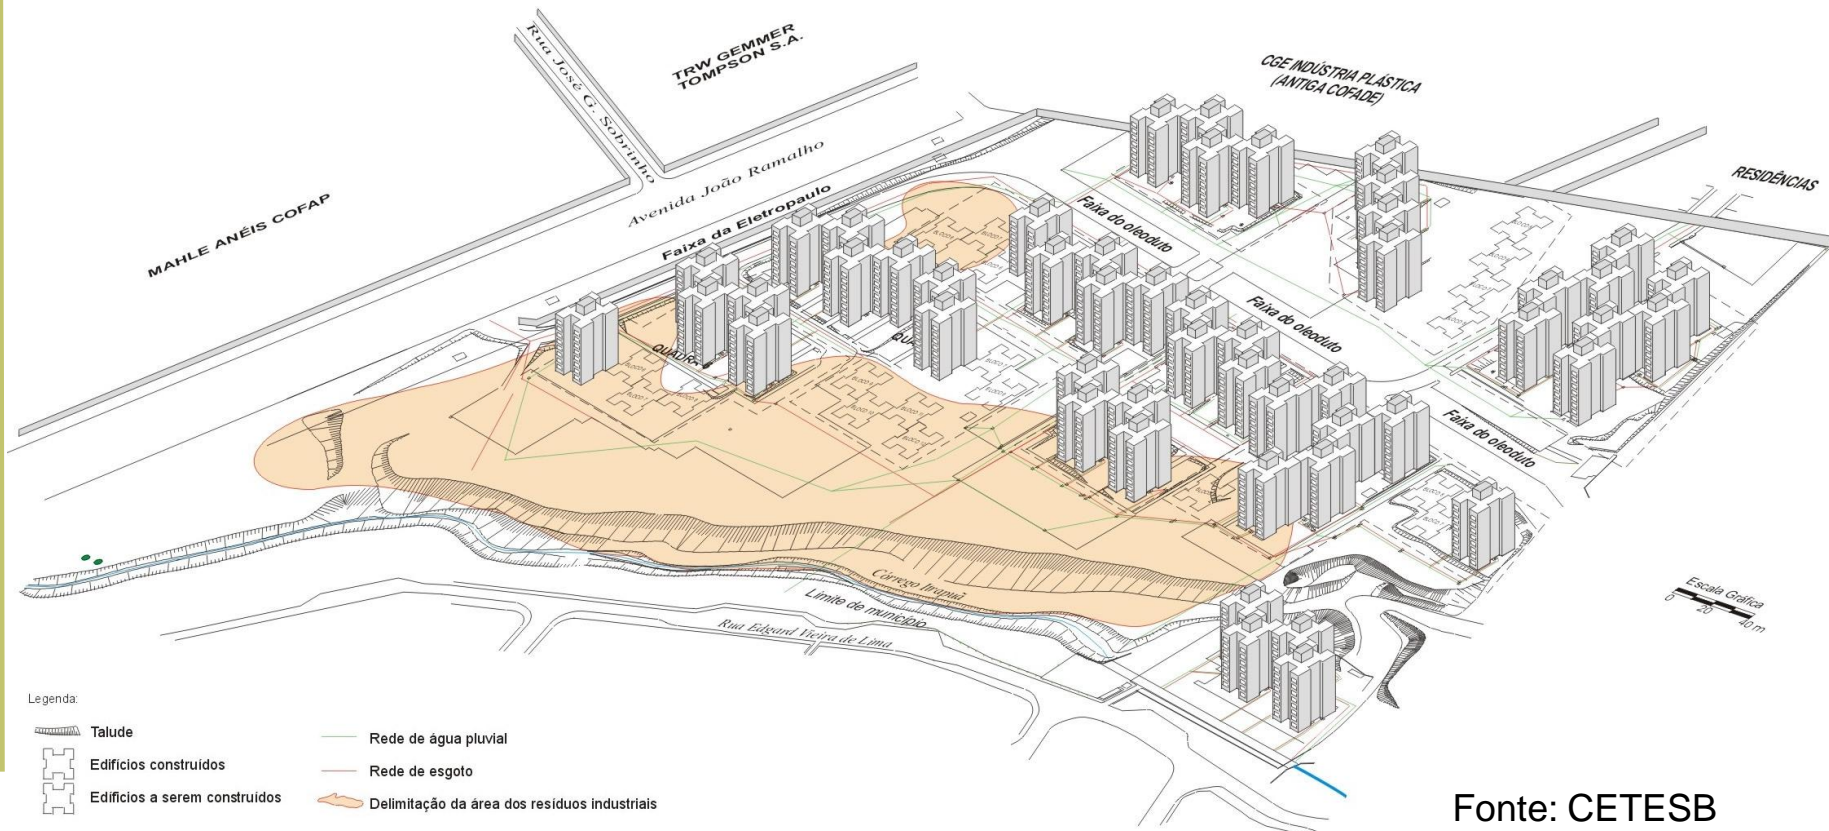 Rua José G. Sobrinho
TRW GEMMER
TOMPSON S.A.
CGE INDÚSTRIA PLÁSTICA
(ANTIGA COFADE)
MAHLE ANÉIS COFAP
Avenida João Ramalho
Faixa da Eletropaulo
RESIDÊNCIAS
Faixa do oleoduto
Faixa do oleoduto
Faixa do oleoduto
QUADRA
QUA
Córrego Itrapuã
Limite de município
Rua Edgard Vieira de Lima
Escala Gráfica
0 20 40 m
Legenda:
Talude
Edifícios construídos
Edifícios a serem construídos
Rede de água pluvial
Rede de esgoto
Delimitação da área dos resíduos industriais
Fonte: CETESB